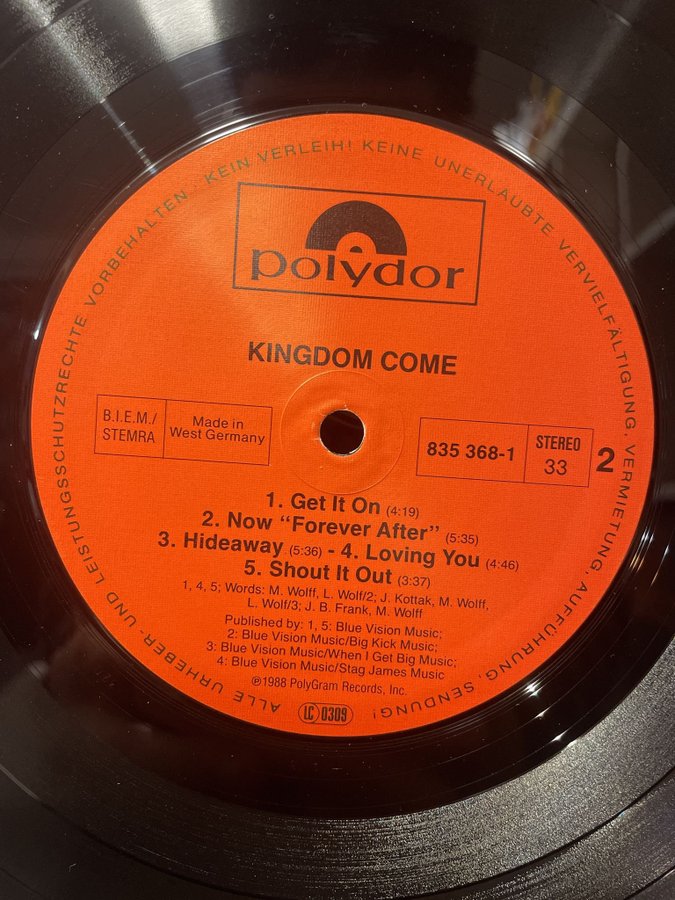 ALLE URHEBER- UND LEISTUNGSSCHUTZRECHTE VORBEHALTEN · KEIN VERLEIH! KEINE UNERLAUBTE VERVIELFÄLTIGUNG, VERMIETUNG, AUFFÜHRUNG, SENDUNG!
polydor
KINGDOM COME
B.I.E.M./
STEMRA
Made in
West Germany
835 368-1
STEREO
33
2
1. Get It On (4:19)
2. Now "Forever After" (5:35)
3. Hideaway (5:36) - 4. Loving You (4:46)
5. Shout It Out (3:37)
1, 4, 5; Words: M. Wolff, L. Wolf/2; J. Kottak, M. Wolff,
L. Wolf/3; J. B. Frank, M. Wolff
Published by: 1, 5: Blue Vision Music;
2: Blue Vision Music/Big Kick Music;
3: Blue Vision Music/When I Get Big Music;
4: Blue Vision Music/Stag James Music
℗1988 PolyGram Records, Inc.
LC 0309